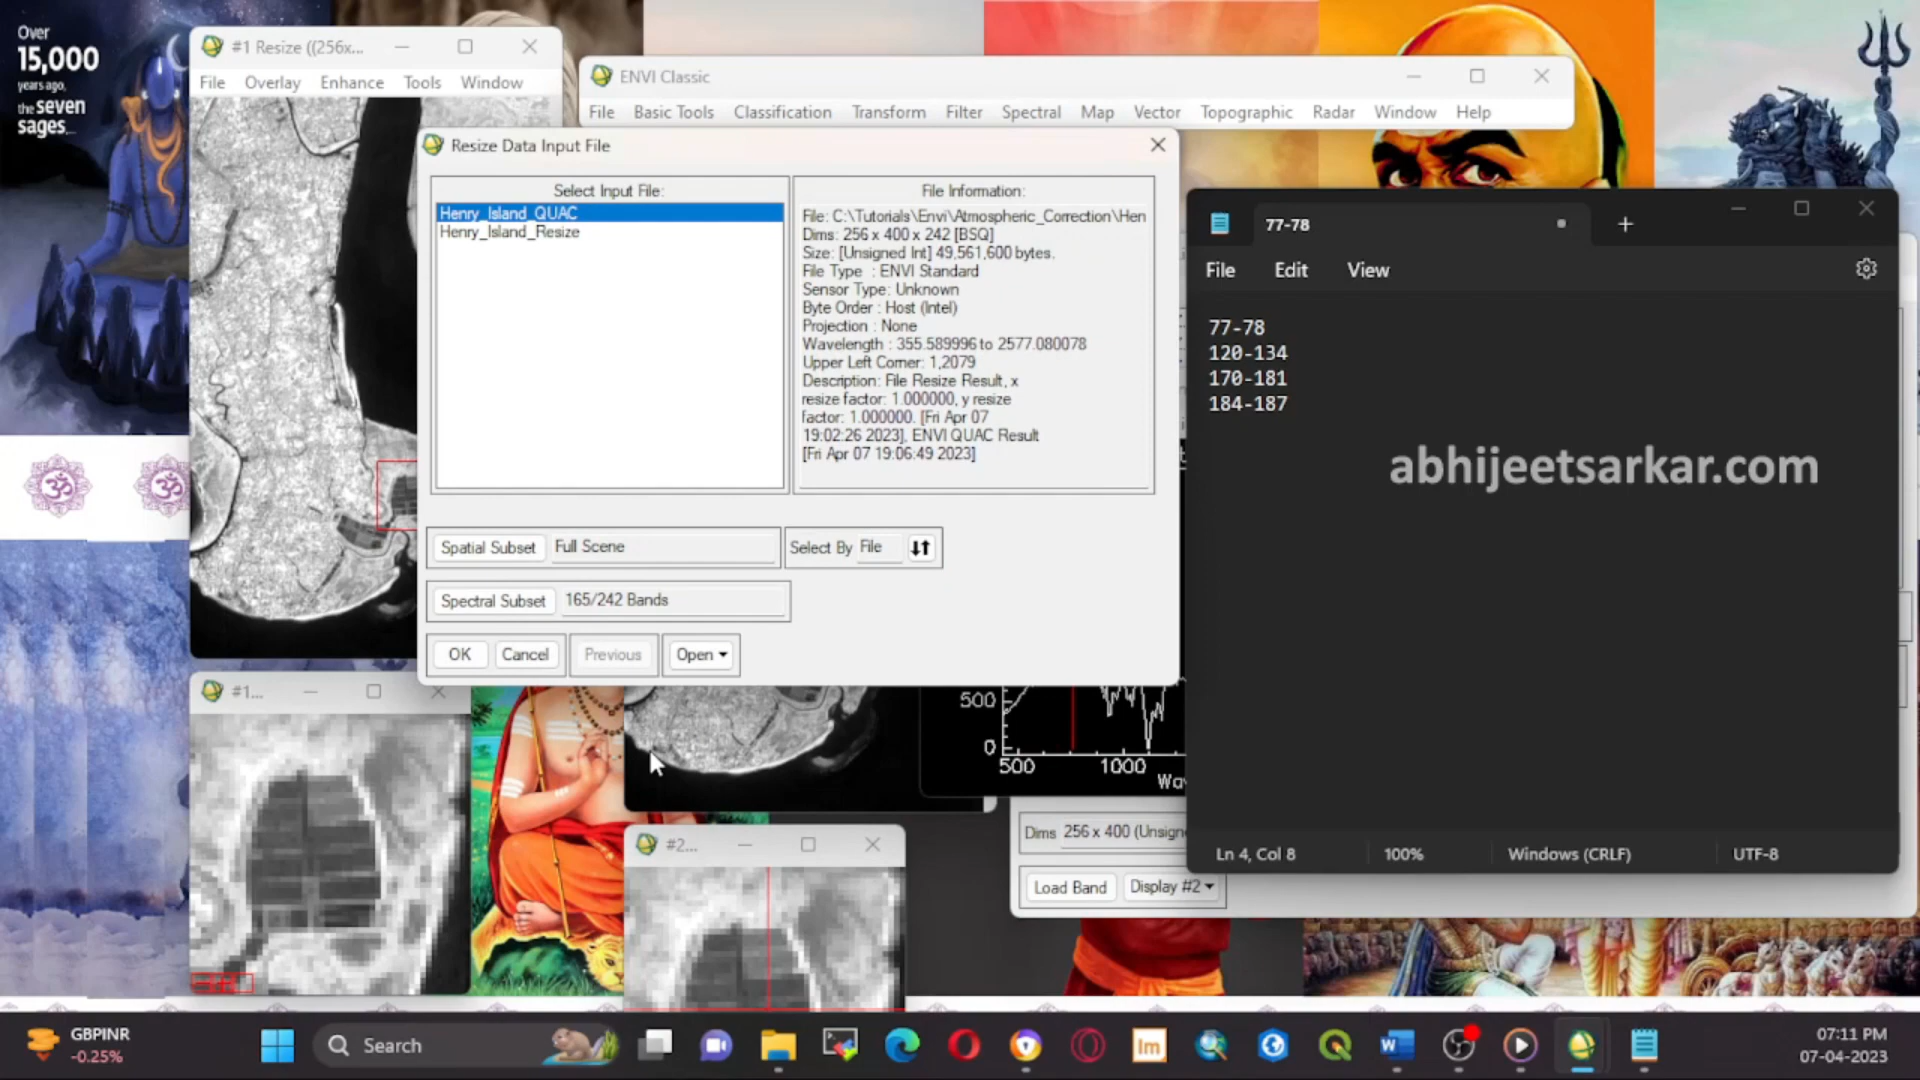 Over
15,000
years ago,
the seven
sages,...
#1 Resize ((256x...
File Overlay Enhance Tools Window
ENVI Classic
File Basic Tools Classification Transform Filter Spectral Map Vector Topographic Radar Window Help
Resize Data Input File
Select Input File:
Henry_Island_QUAC
Henry_Island_Resize
File Information:
File: C:\Tutorials\Envi\Atmospheric_Correction\Hen
Dims: 256 x 400 x 242 [BSQ]
Size: [Unsigned Int] 49,561,600 bytes.
File Type : ENVI Standard
Sensor Type: Unknown
Byte Order : Host (Intel)
Projection : None
Wavelength : 355.589996 to 2577.080078
Upper Left Corner: 1,2079
Description: File Resize Result, x
resize factor: 1.000000, y resize
factor: 1.000000. [Fri Apr 07
19:02:26 2023], ENVI QUAC Result
[Fri Apr 07 19:06:49 2023]
Spatial Subset Full Scene
Select By File
Spectral Subset 165/242 Bands
OK Cancel Previous Open
77-78
File Edit View
77-78
120-134
170-181
184-187
abhijeetsarkar.com
Ln 4, Col 8 100% Windows (CRLF) UTF-8
#1...
ॐ ॐ
500
0
500 1000
Wav
#2...
Dims 256 x 400 (Unsign
Load Band Display #2
GBPINR
-0.25%
Search
Im
07:11 PM
07-04-2023